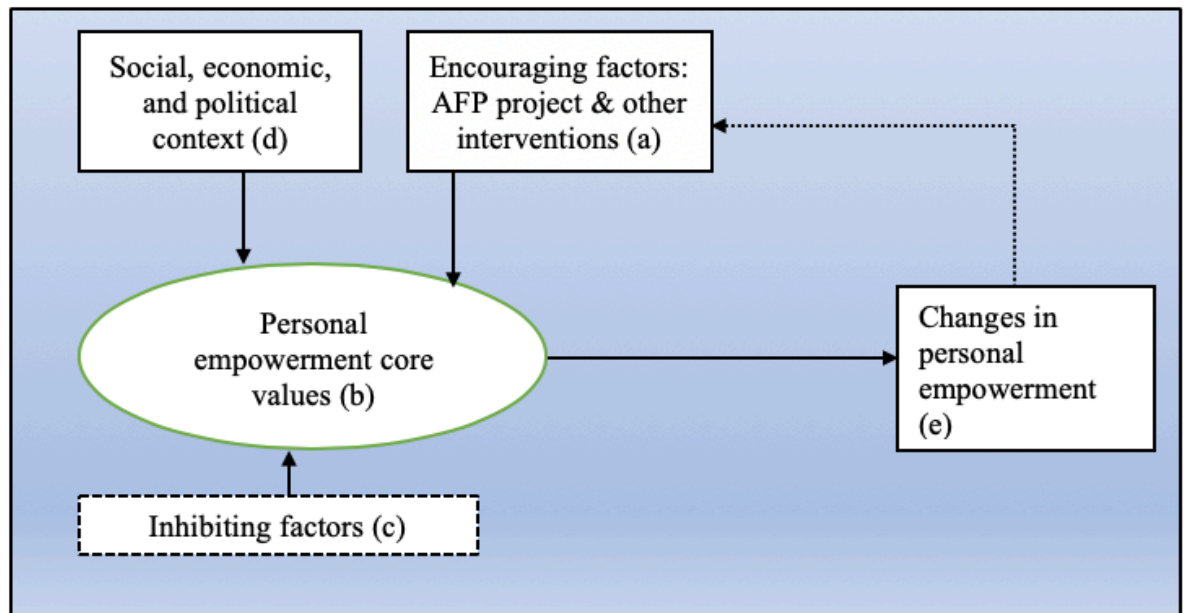 Social, economic,
and political
context (d)
Encouraging factors:
AFP project & other
interventions (a)
Personal
empowerment core
values (b)
Changes in
personal
empowerment
(e)
Inhibiting factors (c)